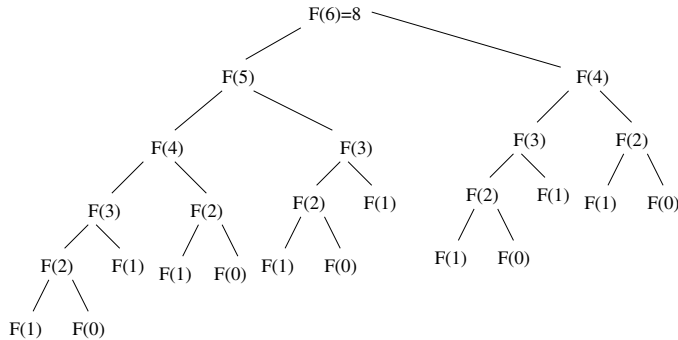 F(6)=8
F(5) F(4)
F(4) F(3) F(3) F(2)
F(3) F(2) F(2) F(1) F(2) F(1) F(1) F(0)
F(2) F(1) F(1) F(0) F(1) F(0) F(1) F(0)
F(1) F(0)